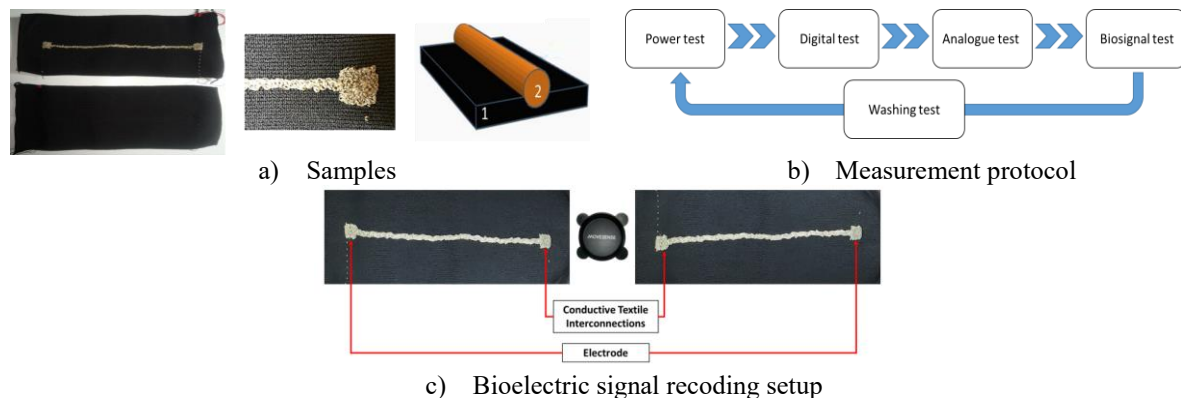 Power test
Digital test
Analogue test
Biosignal test
Washing test
1
2
a) Samples
b) Measurement protocol
Conductive Textile
Interconnections
Electrode
c) Bioelectric signal recoding setup